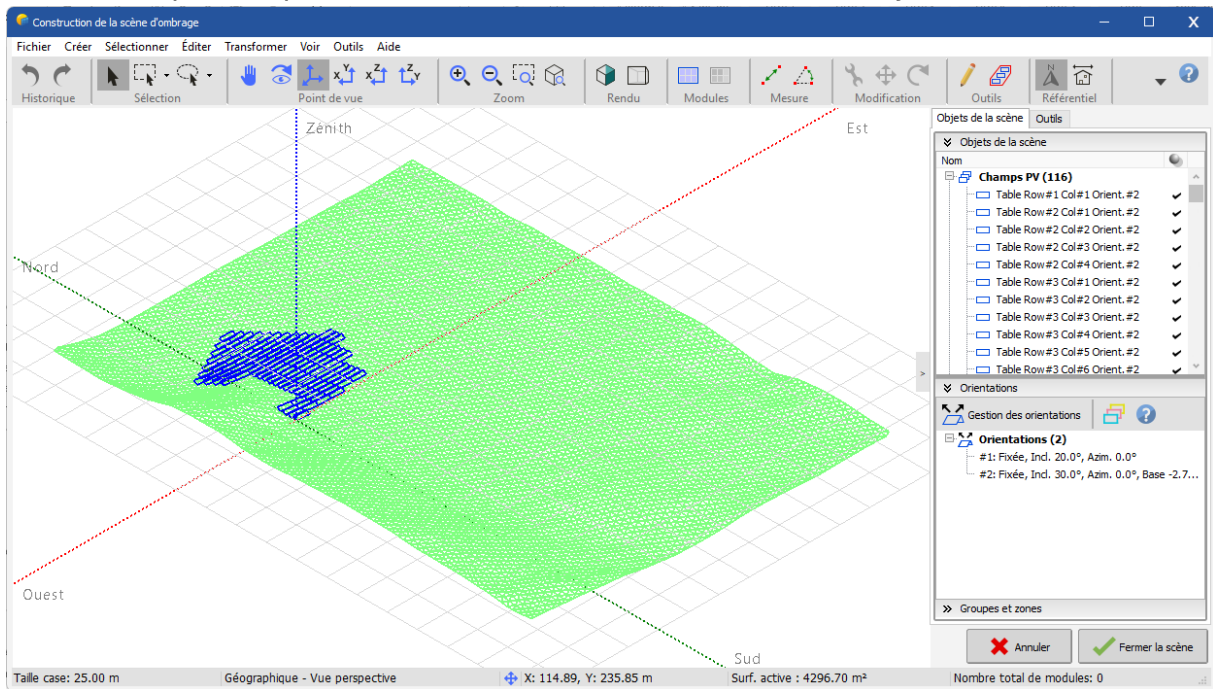 Construction de la scène d'ombrage
Fichier Créer Sélectionner Éditer Transformer Voir Outils Aide
Historique Sélection Point de vue Zoom Rendu Modules Mesure Modification Outils Référentiel
Zénith
Est
Nord
Ouest
Sud
Objets de la scène Outils
Objets de la scène
Nom
Champs PV (116)
Table Row#1 Col#1 Orient.#2
Table Row#2 Col#1 Orient.#2
Table Row#2 Col#2 Orient.#2
Table Row#2 Col#3 Orient.#2
Table Row#2 Col#4 Orient.#2
Table Row#3 Col#1 Orient.#2
Table Row#3 Col#2 Orient.#2
Table Row#3 Col#3 Orient.#2
Table Row#3 Col#4 Orient.#2
Table Row#3 Col#5 Orient.#2
Table Row#3 Col#6 Orient.#2
Orientations
Gestion des orientations
Orientations (2)
#1: Fixée, Incl. 20.0°, Azim. 0.0°
#2: Fixée, Incl. 30.0°, Azim. 0.0°, Base -2.7...
Groupes et zones
Annuler Fermer la scène
Taille case: 25.00 m Géographique - Vue perspective X: 114.89, Y: 235.85 m Surf. active : 4296.70 m² Nombre total de modules: 0